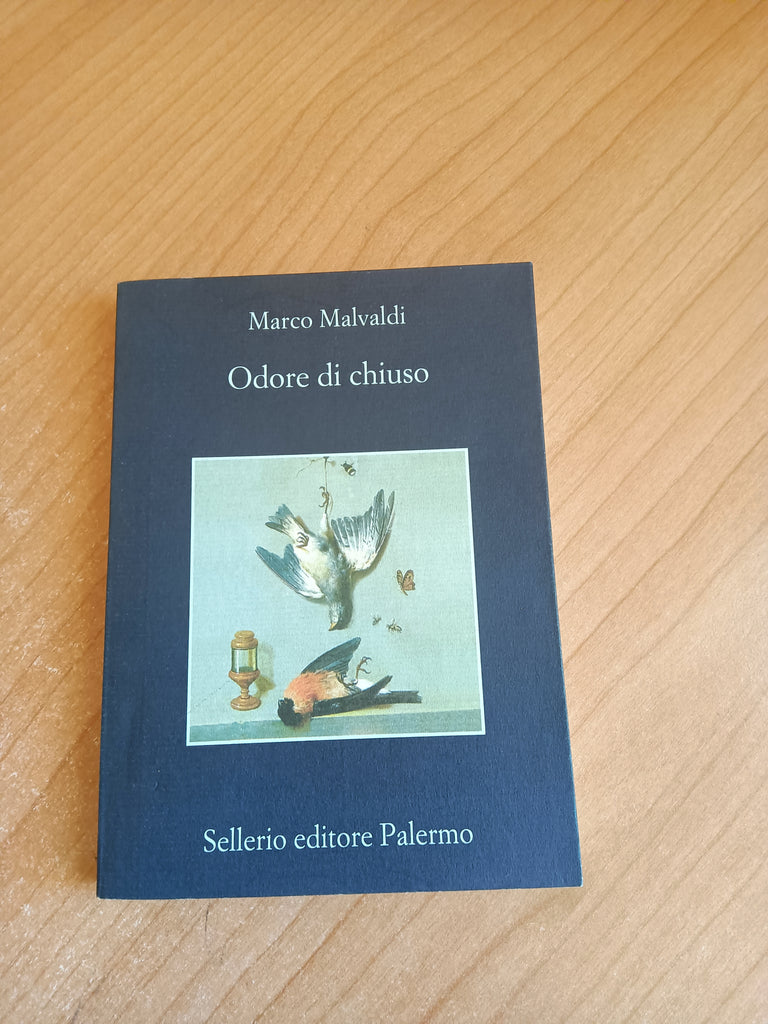 Marco Malvaldi
Odore di chiuso
Sellerio editore Palermo